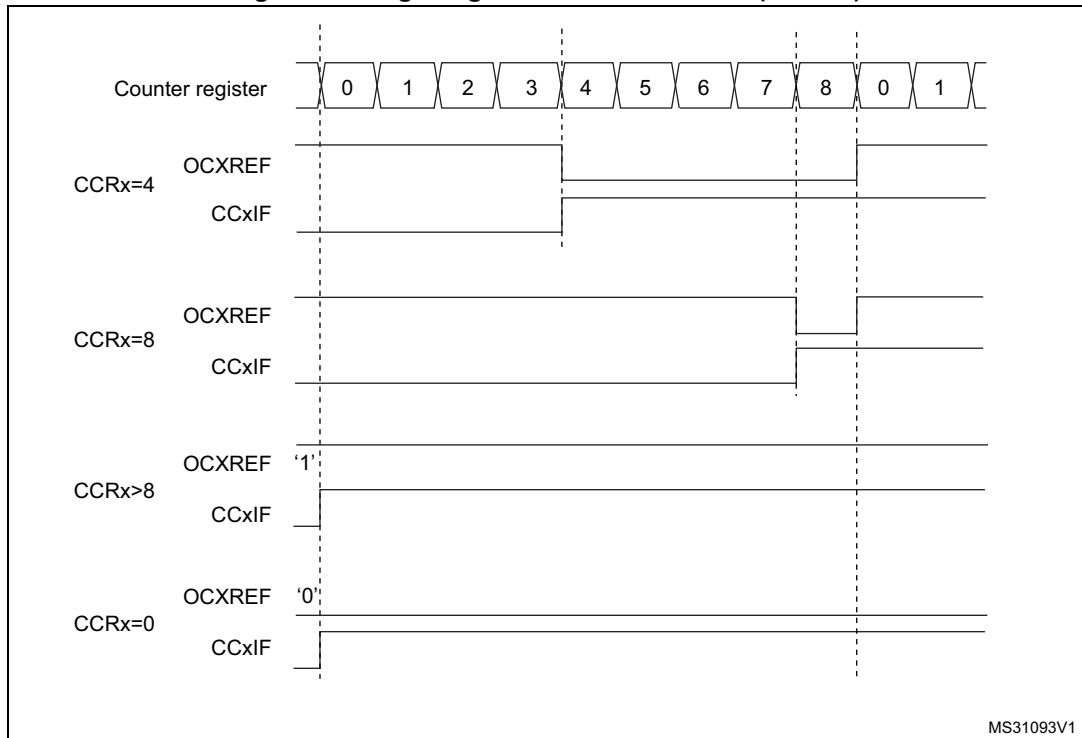 Counter register 0 1 2 3 4 5 6 7 8 0 1
OCXREF
CCRx=4
CCxIF
OCXREF
CCRx=8
CCxIF
OCXREF '1'
CCRx>8
CCxIF
OCXREF '0'
CCRx=0
CCxIF
MS31093V1